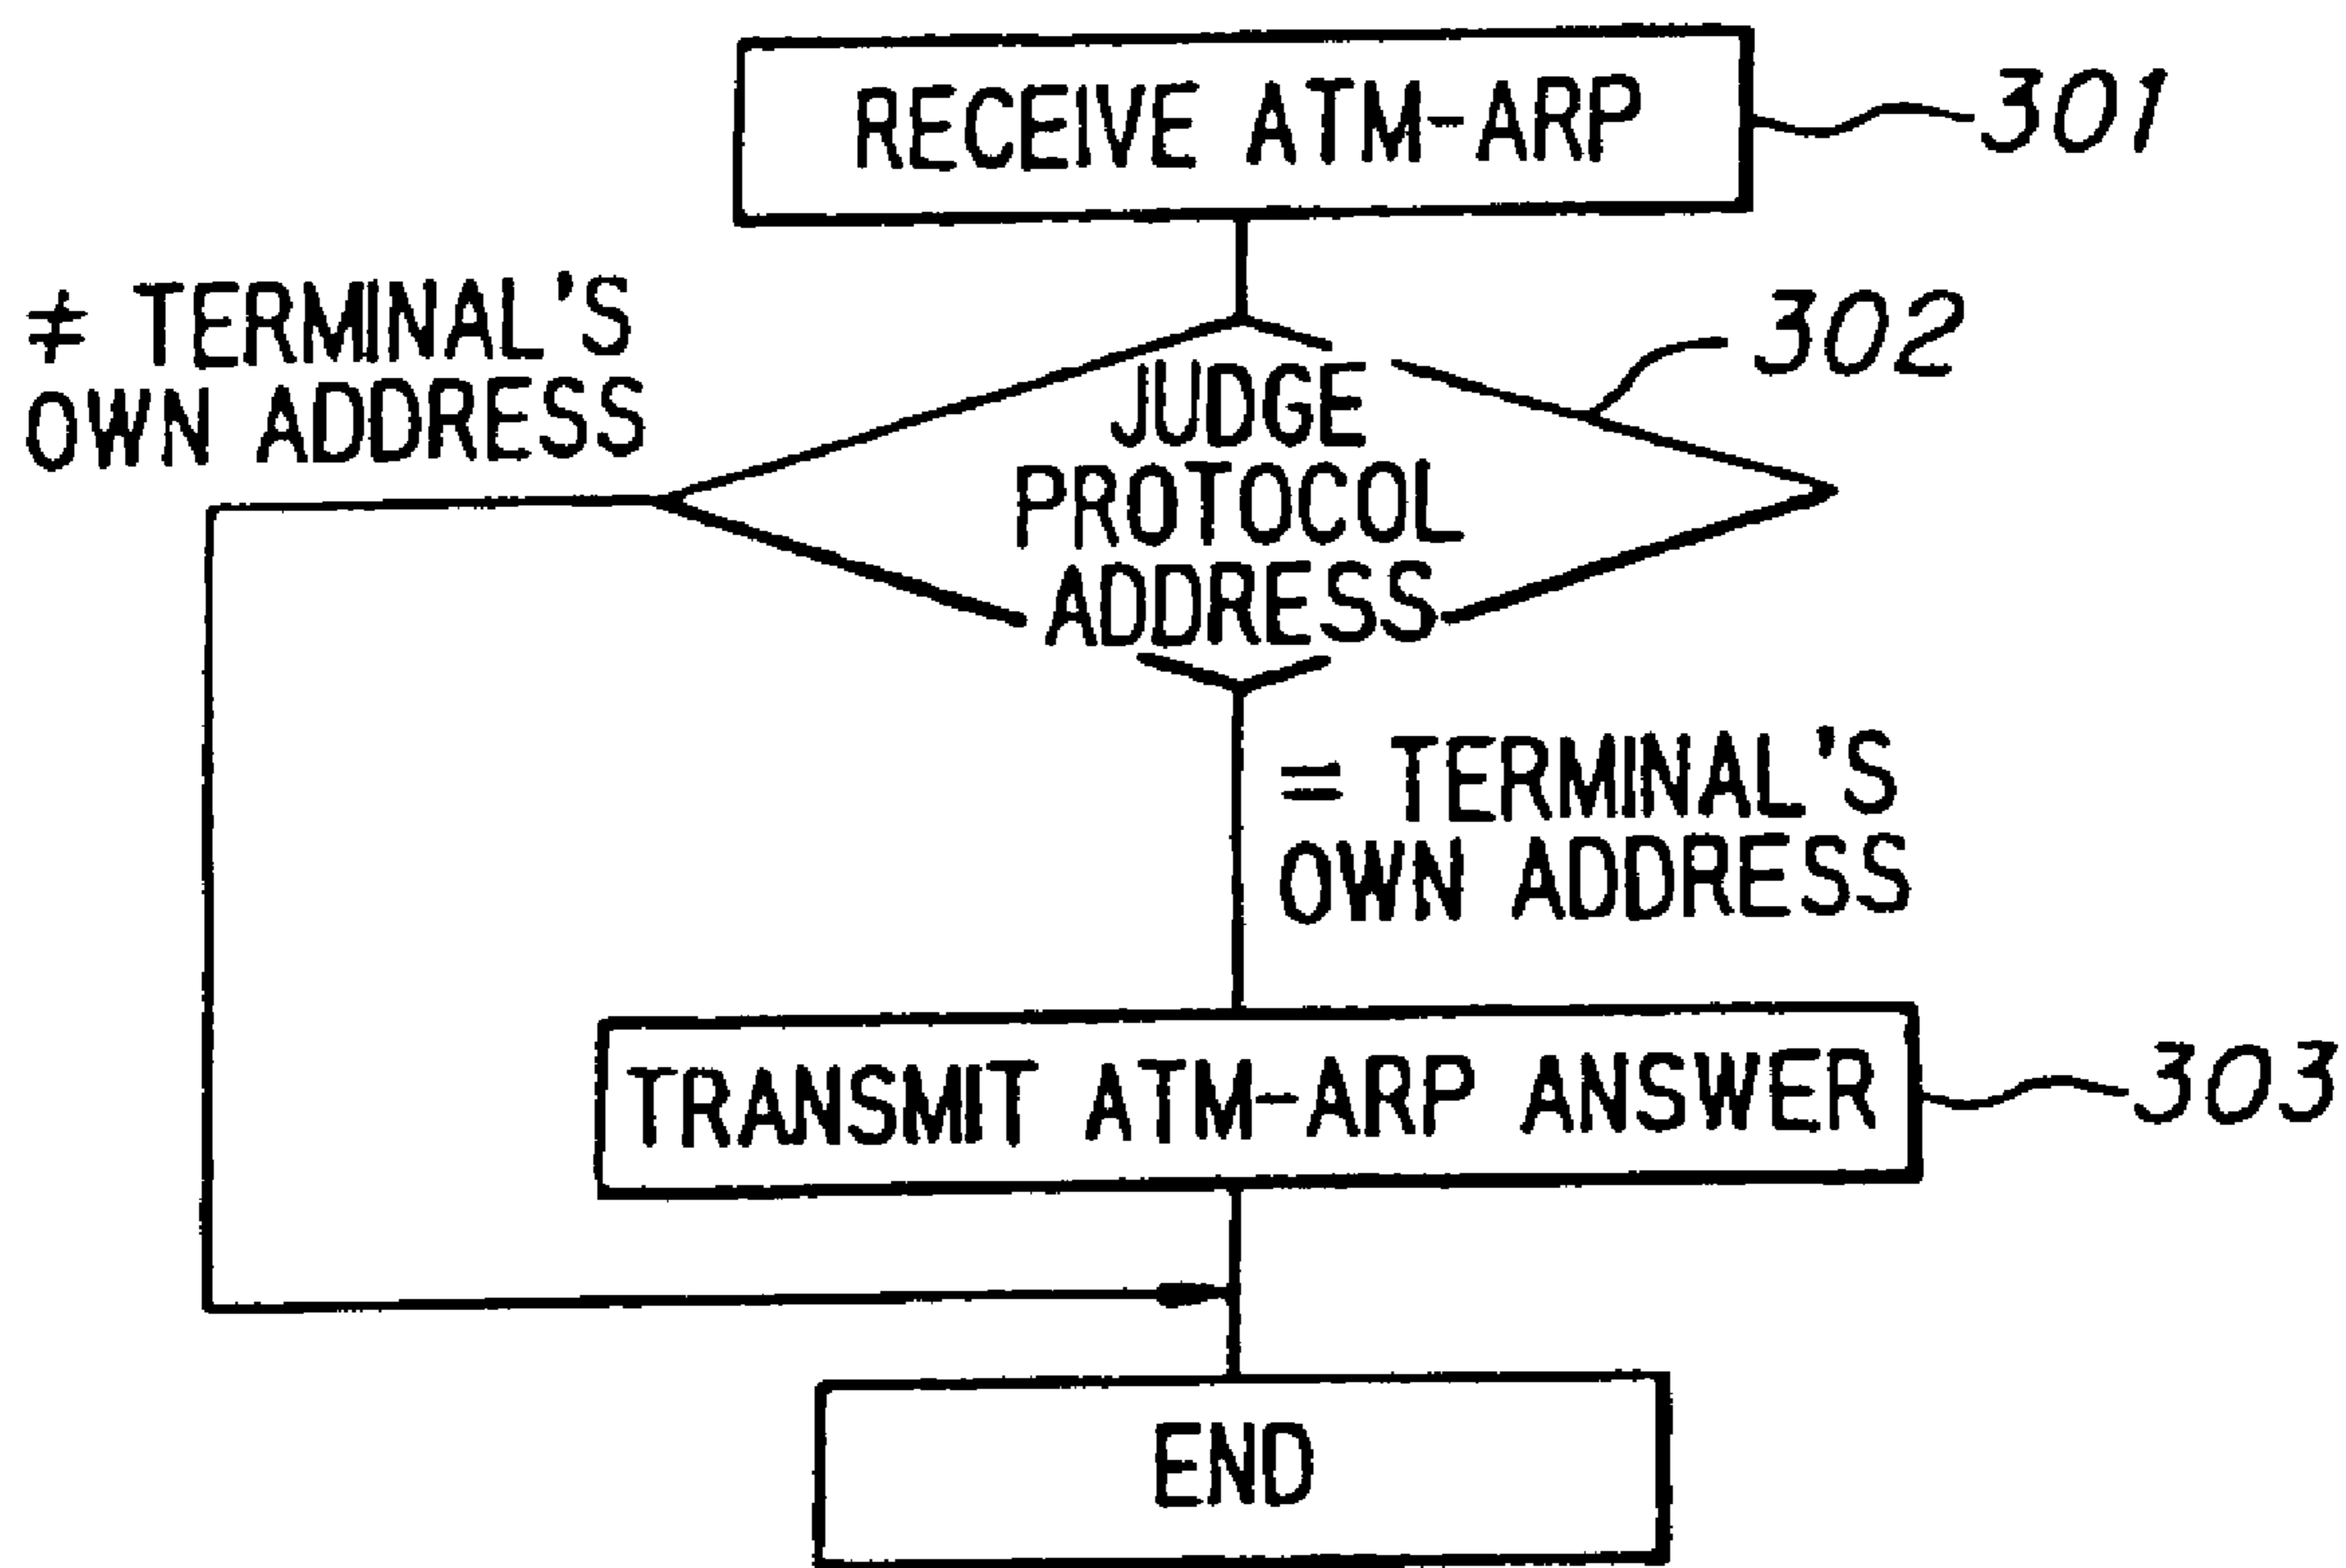 RECEIVE ATM-ARP
301
≠ TERMINAL'S
OWN ADDRESS
302
JUDGE
PROTOCOL
ADDRESS
= TERMINAL'S
OWN ADDRESS
TRANSMIT ATM-ARP ANSWER
303
END